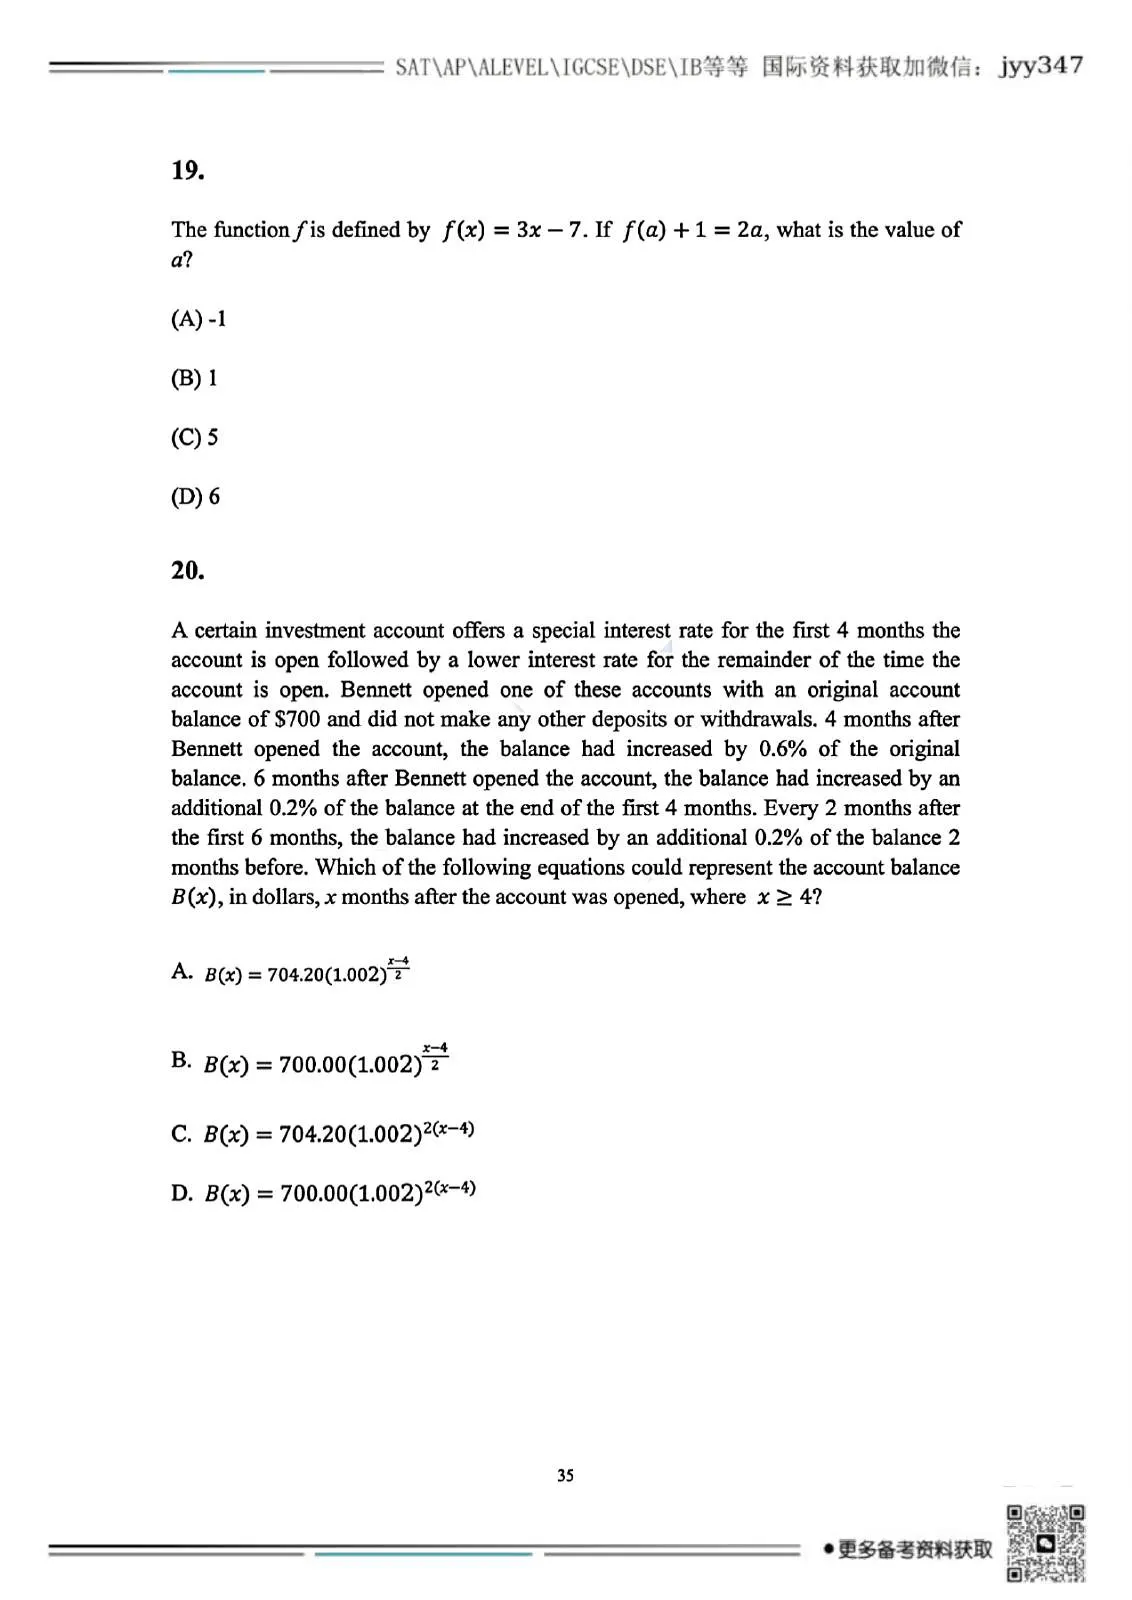 SAT\AP\ALEVEL\IGCSE\DSE\IB等等 国际资料获取加微信：jyy347
19.
The function f is defined by f(x) = 3x − 7. If f(a) + 1 = 2a, what is the value of
a?
(A) -1
(B) 1
(C) 5
(D) 6
20.
A certain investment account offers a special interest rate for the first 4 months the
account is open followed by a lower interest rate for the remainder of the time the
account is open. Bennett opened one of these accounts with an original account
balance of $700 and did not make any other deposits or withdrawals. 4 months after
Bennett opened the account, the balance had increased by 0.6% of the original
balance. 6 months after Bennett opened the account, the balance had increased by an
additional 0.2% of the balance at the end of the first 4 months. Every 2 months after
the first 6 months, the balance had increased by an additional 0.2% of the balance 2
months before. Which of the following equations could represent the account balance
B(x), in dollars, x months after the account was opened, where x ≥ 4?
A. B(x) = 704.20(1.002)^((x−4)/2)
B. B(x) = 700.00(1.002)^((x−4)/2)
C. B(x) = 704.20(1.002)^(2(x−4))
D. B(x) = 700.00(1.002)^(2(x−4))
35
●更多备考资料获取